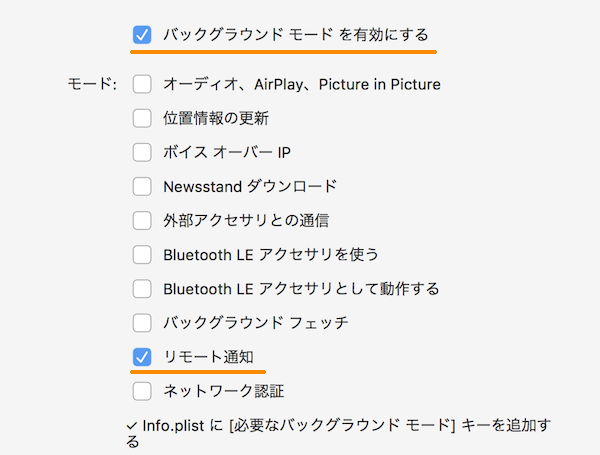 バックグラウンド モード を有効にする
モード: オーディオ、AirPlay、Picture in Picture
位置情報の更新
ボイス オーバー IP
Newsstand ダウンロード
外部アクセサリとの通信
Bluetooth LE アクセサリを使う
Bluetooth LE アクセサリとして動作する
バックグラウンド フェッチ
リモート通知
ネットワーク認証
✓ Info.plist に [必要なバックグラウンド モード] キーを追加す
る